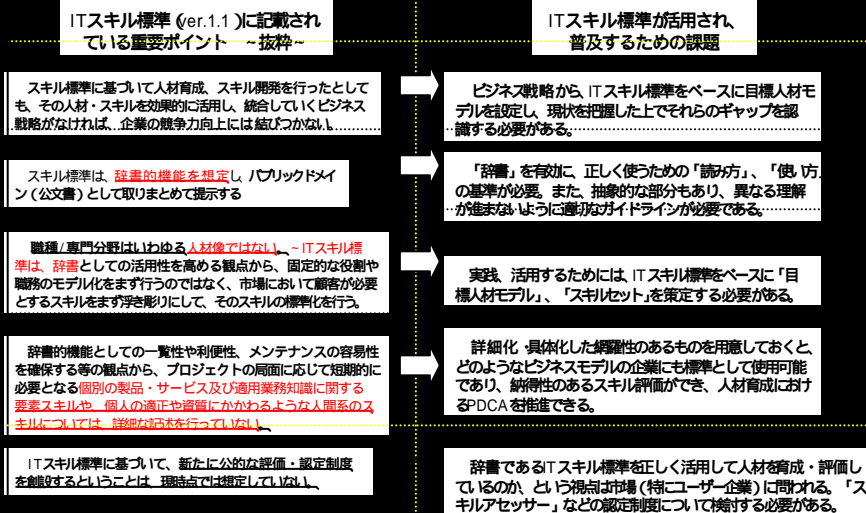 ITスキル標準(ver.1.1)に記載され
ている重要ポイント ~抜粋~
ITスキル標準が活用され、
普及するための課題
スキル標準に基づいて人材育成、スキル開発を行ったとして
も、その人材・スキルを効果的に活用し、統合していくビジネス
戦略がなければ、企業の競争力向上には結びつかない。
ビジネス戦略から、ITスキル標準をベースに目標人材モ
デルを設定し、現状を把握した上でそれらのギャップを認
識する必要がある。
スキル標準は、辞書的機能を想定し、パブリックドメイ
ン(公文書)として取りまとめて提示する
「辞書」を有効に、正しく使うための「読み方」、「使い方」
の基準が必要。また、抽象的な部分もあり、異なる理解
が進まないように適切なガイドラインが必要である。
職種/専門分野はいわゆる人材像ではない。~ITスキル標
準は、辞書としての活用性を高める観点から、固定的な役割や
職務のモデル化をまず行うのではなく、市場において顧客が必要
とするスキルをまず浮き彫りにして、そのスキルの標準化を行う。
実践、活用するためには、ITスキル標準をベースに「目
標人材モデル」、「スキルセット」を策定する必要がある。
辞書的機能としての一覧性や利便性、メンテナンスの容易性
を確保する等の観点から、プロジェクトの局面に応じて短期的に
必要となる個別の製品・サービス及び適用業務知識に関する
要素スキルや、個人の適正や資質にかかわるような人間系のス
キルについては、詳細な記述を行っていない。
詳細化・具体化した網羅性のあるものを用意しておくと、
どのようなビジネスモデルの企業にも標準として使用可能
であり、納得性のあるスキル評価ができ、人材育成におけ
るPDCAを推進できる。
ITスキル標準に基づいて、新たに公的な評価・認定制度
を創設するということは、現時点では想定していない。
辞書であるITスキル標準を正しく活用して人材を育成・評価し
ているのか、という視点は市場(特にユーザー企業)に問われる。「ス
キルアセッサー」などの認定制度について検討する必要がある。